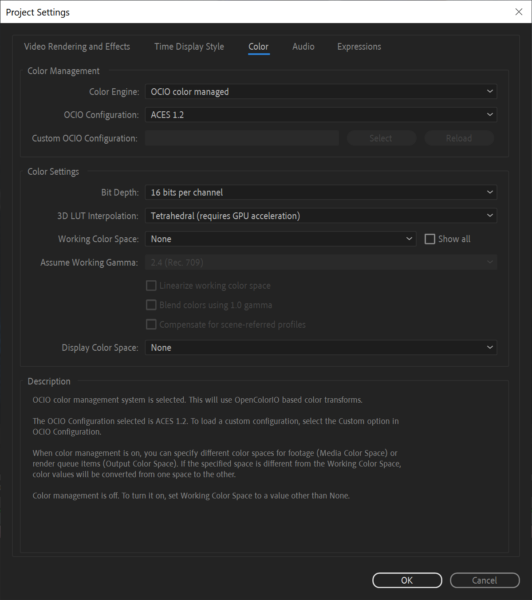 Project Settings
Video Rendering and Effects
Time Display Style
Color
Audio
Expressions
Color Management
Color Engine: OCIO color managed
OCIO Configuration: ACES 1.2
Custom OCIO Configuration: Select Reload
Color Settings
Bit Depth: 16 bits per channel
3D LUT Interpolation: Tetrahedral (requires GPU acceleration)
Working Color Space: None Show all
Assume Working Gamma: 2.4 (Rec. 709)
Linearize working color space
Blend colors using 1.0 gamma
Compensate for scene-referred profiles
Display Color Space: None
Description
OCIO color management system is selected. This will use OpenColorIO based color transforms.
The OCIO Configuration selected is ACES 1.2. To load a custom configuration, select the Custom option in
OCIO Configuration.
When color management is on, you can specify different color spaces for footage (Media Color Space) or
render queue items (Output Color Space). If the specified space is different from the Working Color Space,
color values will be converted from one space to the other.
Color management is off. To turn it on, set Working Color Space to a value other than None.
OK
Cancel